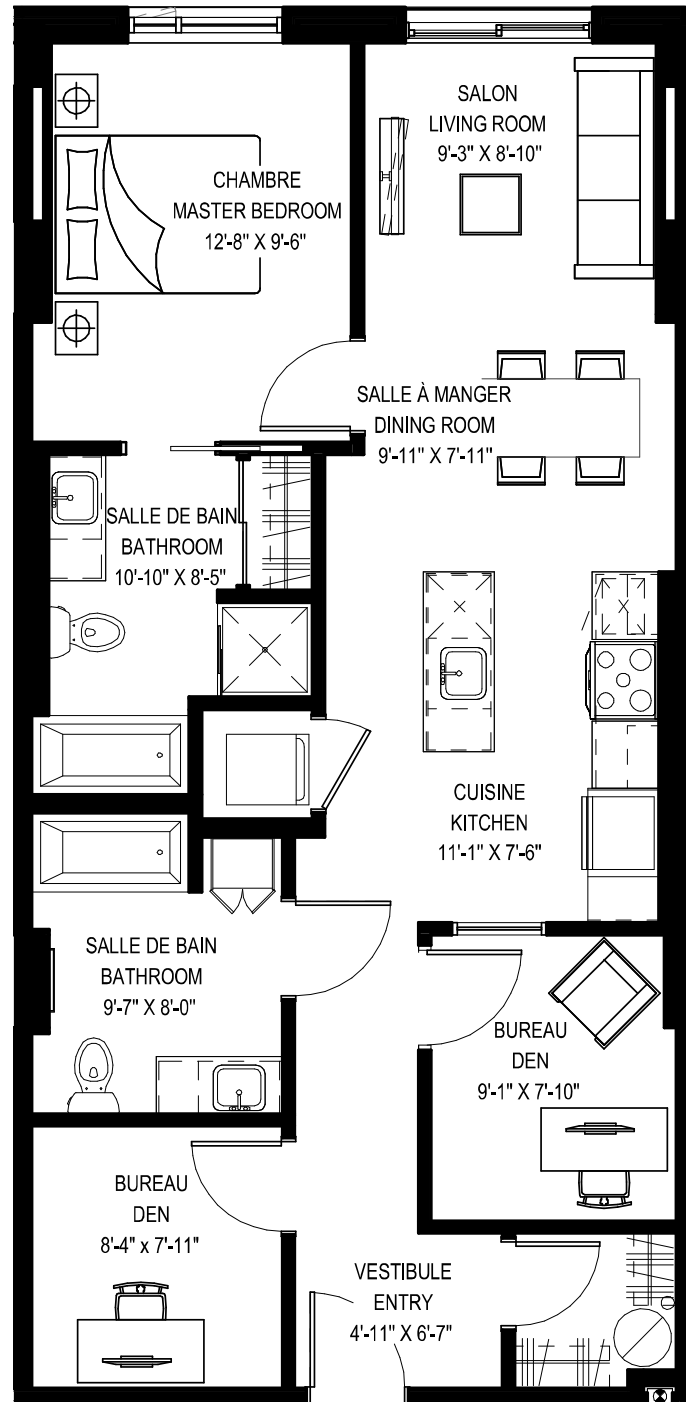 SALON
LIVING ROOM
9'-3" X 8'-10"
CHAMBRE
MASTER BEDROOM
12'-8" X 9'-6"
SALLE À MANGER
DINING ROOM
9'-11" X 7'-11"
SALLE DE BAIN
BATHROOM
10'-10" X 8'-5"
CUISINE
KITCHEN
11'-1" X 7'-6"
SALLE DE BAIN
BATHROOM
9'-7" X 8'-0"
BUREAU
DEN
9'-1" X 7'-10"
BUREAU
DEN
8'-4" x 7'-11"
VESTIBULE
ENTRY
4'-11" X 6'-7"